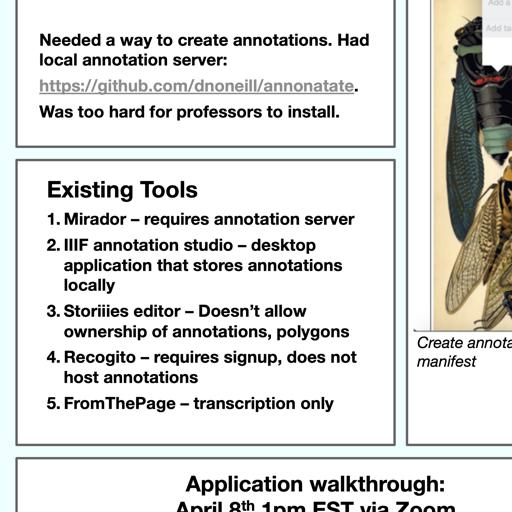 Needed a way to create annotations. Had
local annotation server:
https://github.com/dnoneill/annonatate.
Was too hard for professors to install.
Existing Tools
1. Mirador – requires annotation server
2. IIIF annotation studio – desktop
application that stores annotations
locally
3. Storiiies editor – Doesn’t allow
ownership of annotations, polygons
4. Recogito – requires signup, does not
host annotations
5. FromThePage – transcription only
Add a
Add ta
Create annota
manifest
Application walkthrough:
April 8th 1pm EST via Zoom